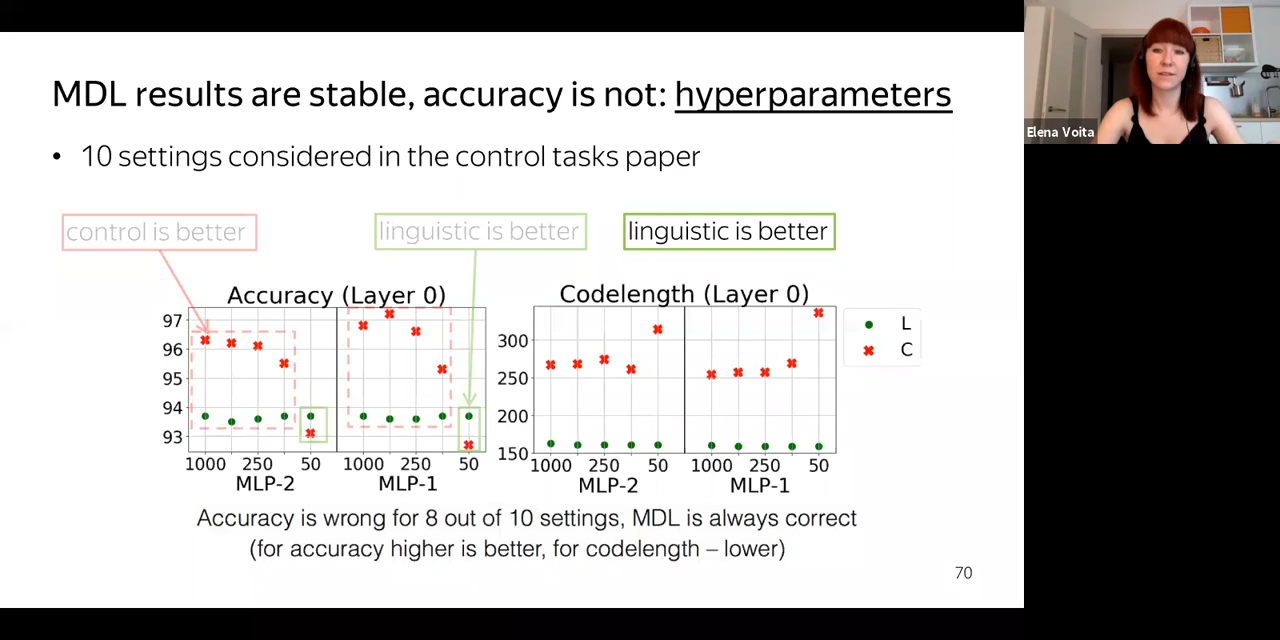 MDL results are stable, accuracy is not: hyperparameters
• 10 settings considered in the control tasks paper
control is better
linguistic is better
linguistic is better
Accuracy (Layer 0)
97
96
95
94
93
1000 250 50 1000 250 50
MLP-2 MLP-1
Codelength (Layer 0)
300
250
200
150
1000 250 50 1000 250 50
MLP-2 MLP-1
L
C
Accuracy is wrong for 8 out of 10 settings, MDL is always correct
(for accuracy higher is better, for codelength – lower)
70
Elena Voita